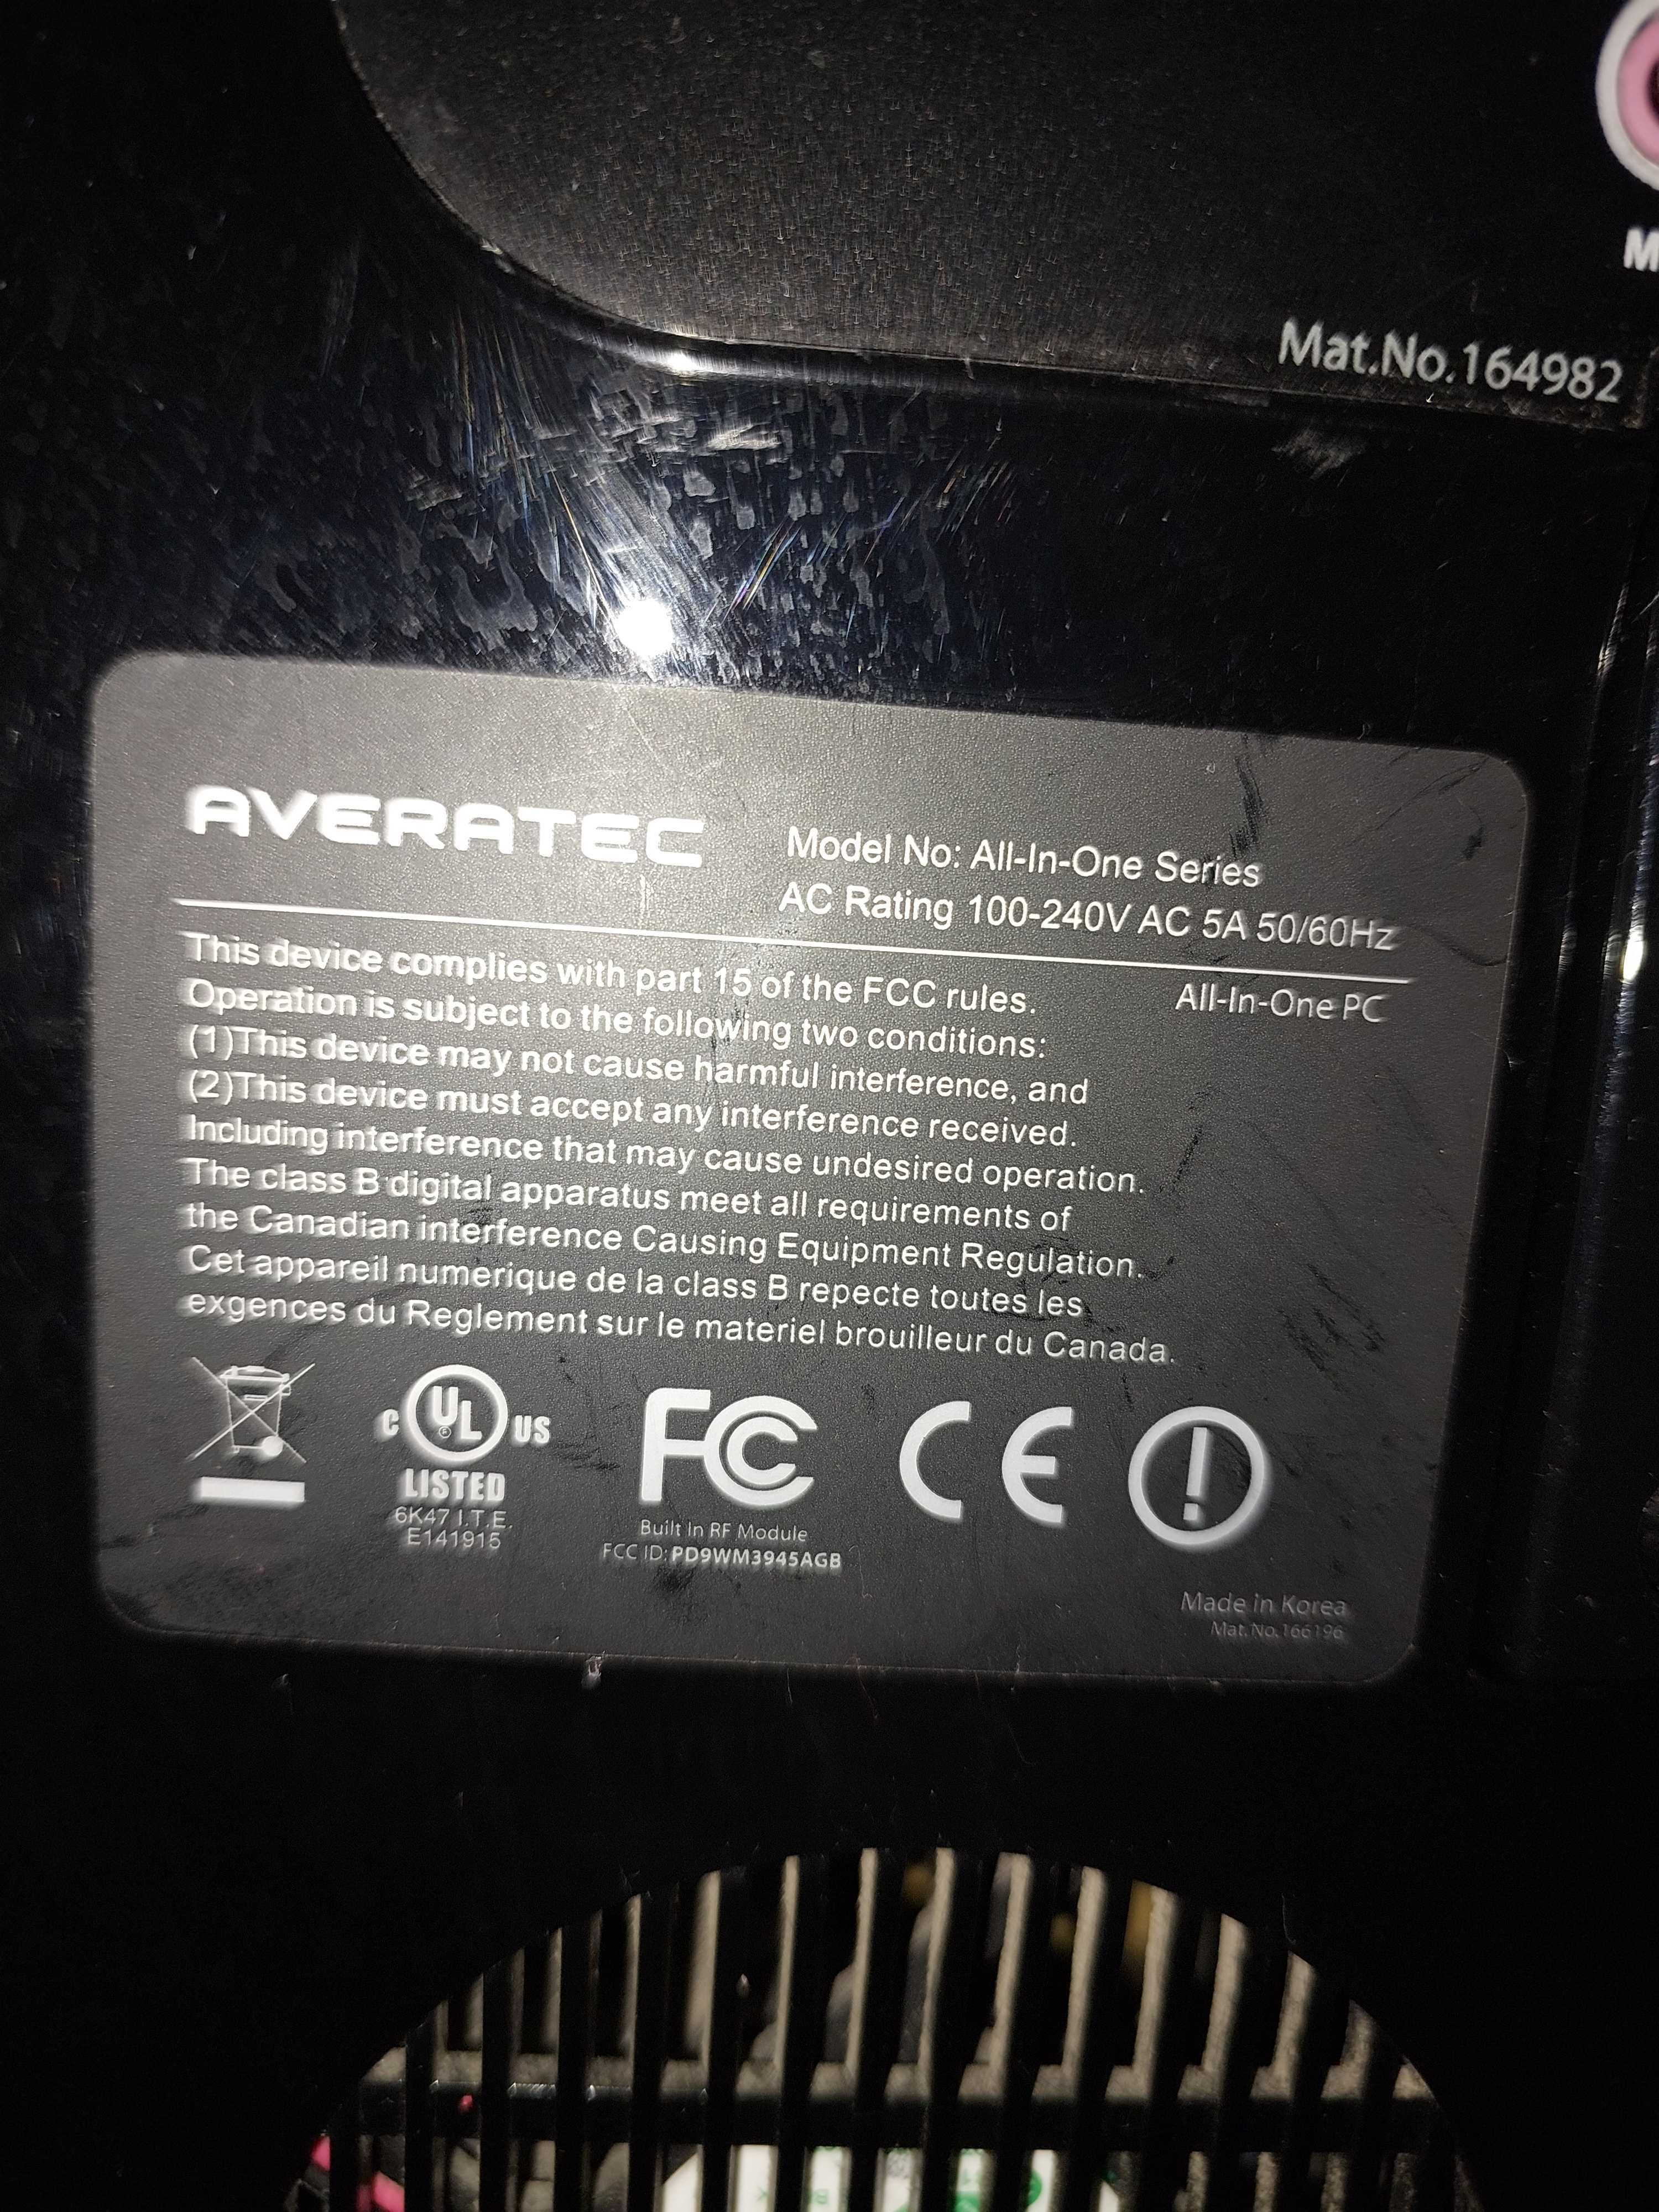 M
Mat.No.164982
AVERATEC
Model No: All-In-One Series
AC Rating 100-240V AC 5A 50/60Hz
All-In-One PC
This device complies with part 15 of the FCC rules.
Operation is subject to the following two conditions:
(1)This device may not cause harmful interference, and
(2)This device must accept any interference received.
Including interference that may cause undesired operation.
The class B digital apparatus meet all requirements of
the Canadian interference Causing Equipment Regulation.
Cet appareil numerique de la class B repecte toutes les
exgences du Reglement sur le materiel brouilleur du Canada.
C UL US
LISTED
6K47 I.T.E.
E141915
FC
Built In RF Module
FCC ID: PD9WM3945AGB
CE
Made in Korea
Mat.No.166196